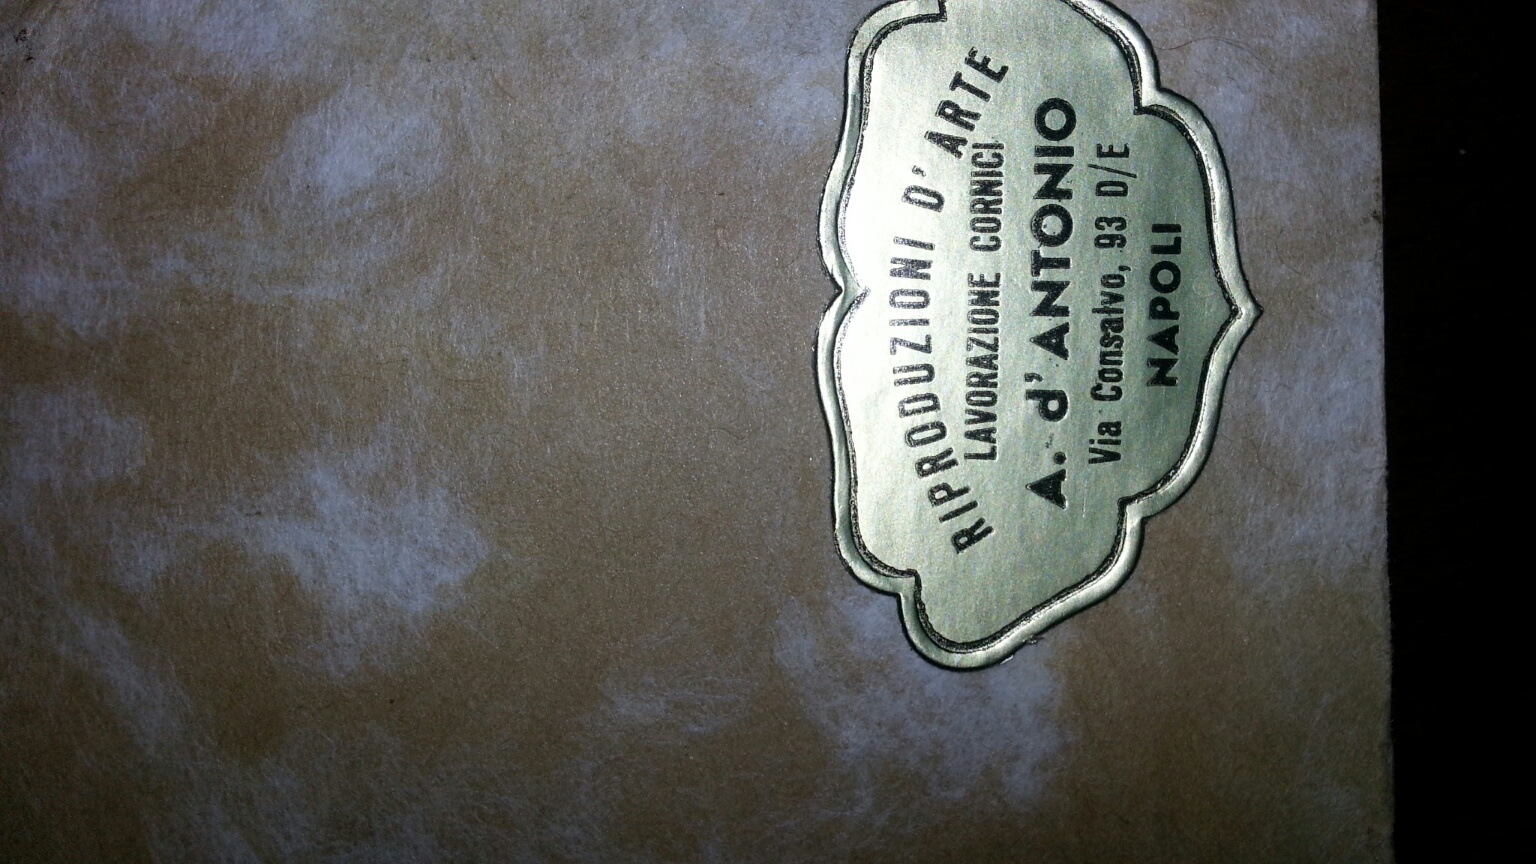 RIPRODUZIONI D' ARTE
LAVORAZIONE CORNICI
A. d' ANTONIO
Via Consalvo, 93 D/E
NAPOLI